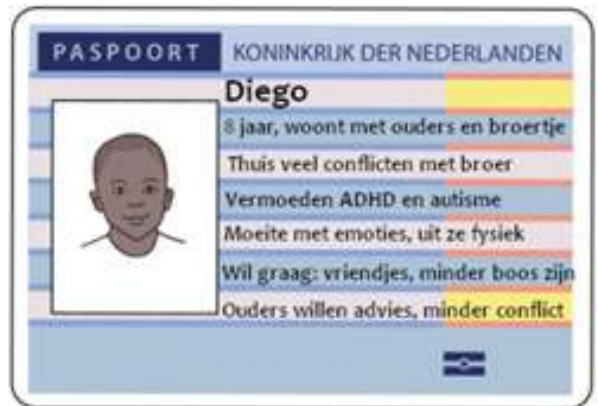 PASPOORT KONINKRIJK DER NEDERLANDEN
Diego
8 jaar, woont met ouders en broertje
Thuis veel conflicten met broer
Vermoeden ADHD en autisme
Moeite met emoties, uit ze fysiek
Wil graag: vriendjes, minder boos zijn
Ouders willen advies, minder conflict